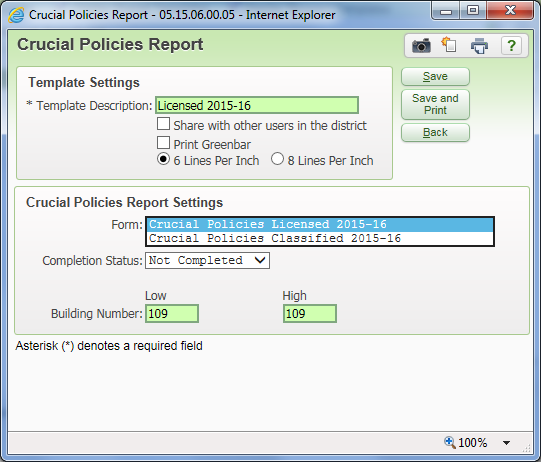 Crucial Policies Report - 05.15.06.00.05 - Internet Explorer
Crucial Policies Report
?
Template Settings
* Template Description: Licensed 2015-16
Share with other users in the district
Print Greenbar
6 Lines Per Inch 8 Lines Per Inch
Save
Save and
Print
Back
Crucial Policies Report Settings
Form: Crucial Policies Licensed 2015-16
Crucial Policies Classified 2015-16
Completion Status: Not Completed
Low High
Building Number: 109 109
Asterisk (*) denotes a required field
100%